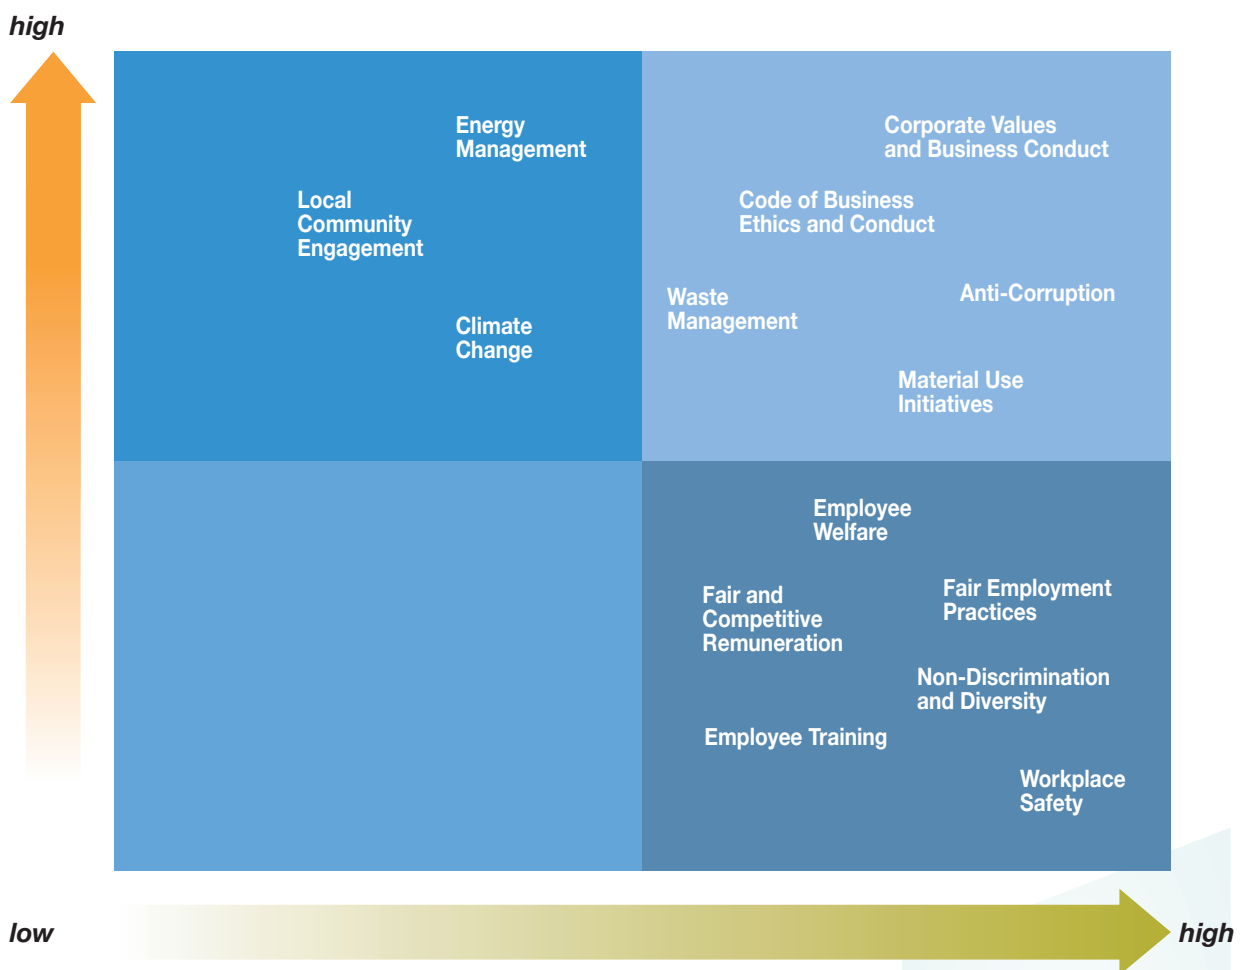 high
Energy
Management
Corporate Values
and Business Conduct
Local
Community
Engagement
Code of Business
Ethics and Conduct
Waste
Management
Anti-Corruption
Climate
Change
Material Use
Initiatives
Employee
Welfare
Fair and
Competitive
Remuneration
Fair Employment
Practices
Non-Discrimination
and Diversity
Employee Training
Workplace
Safety
low
high